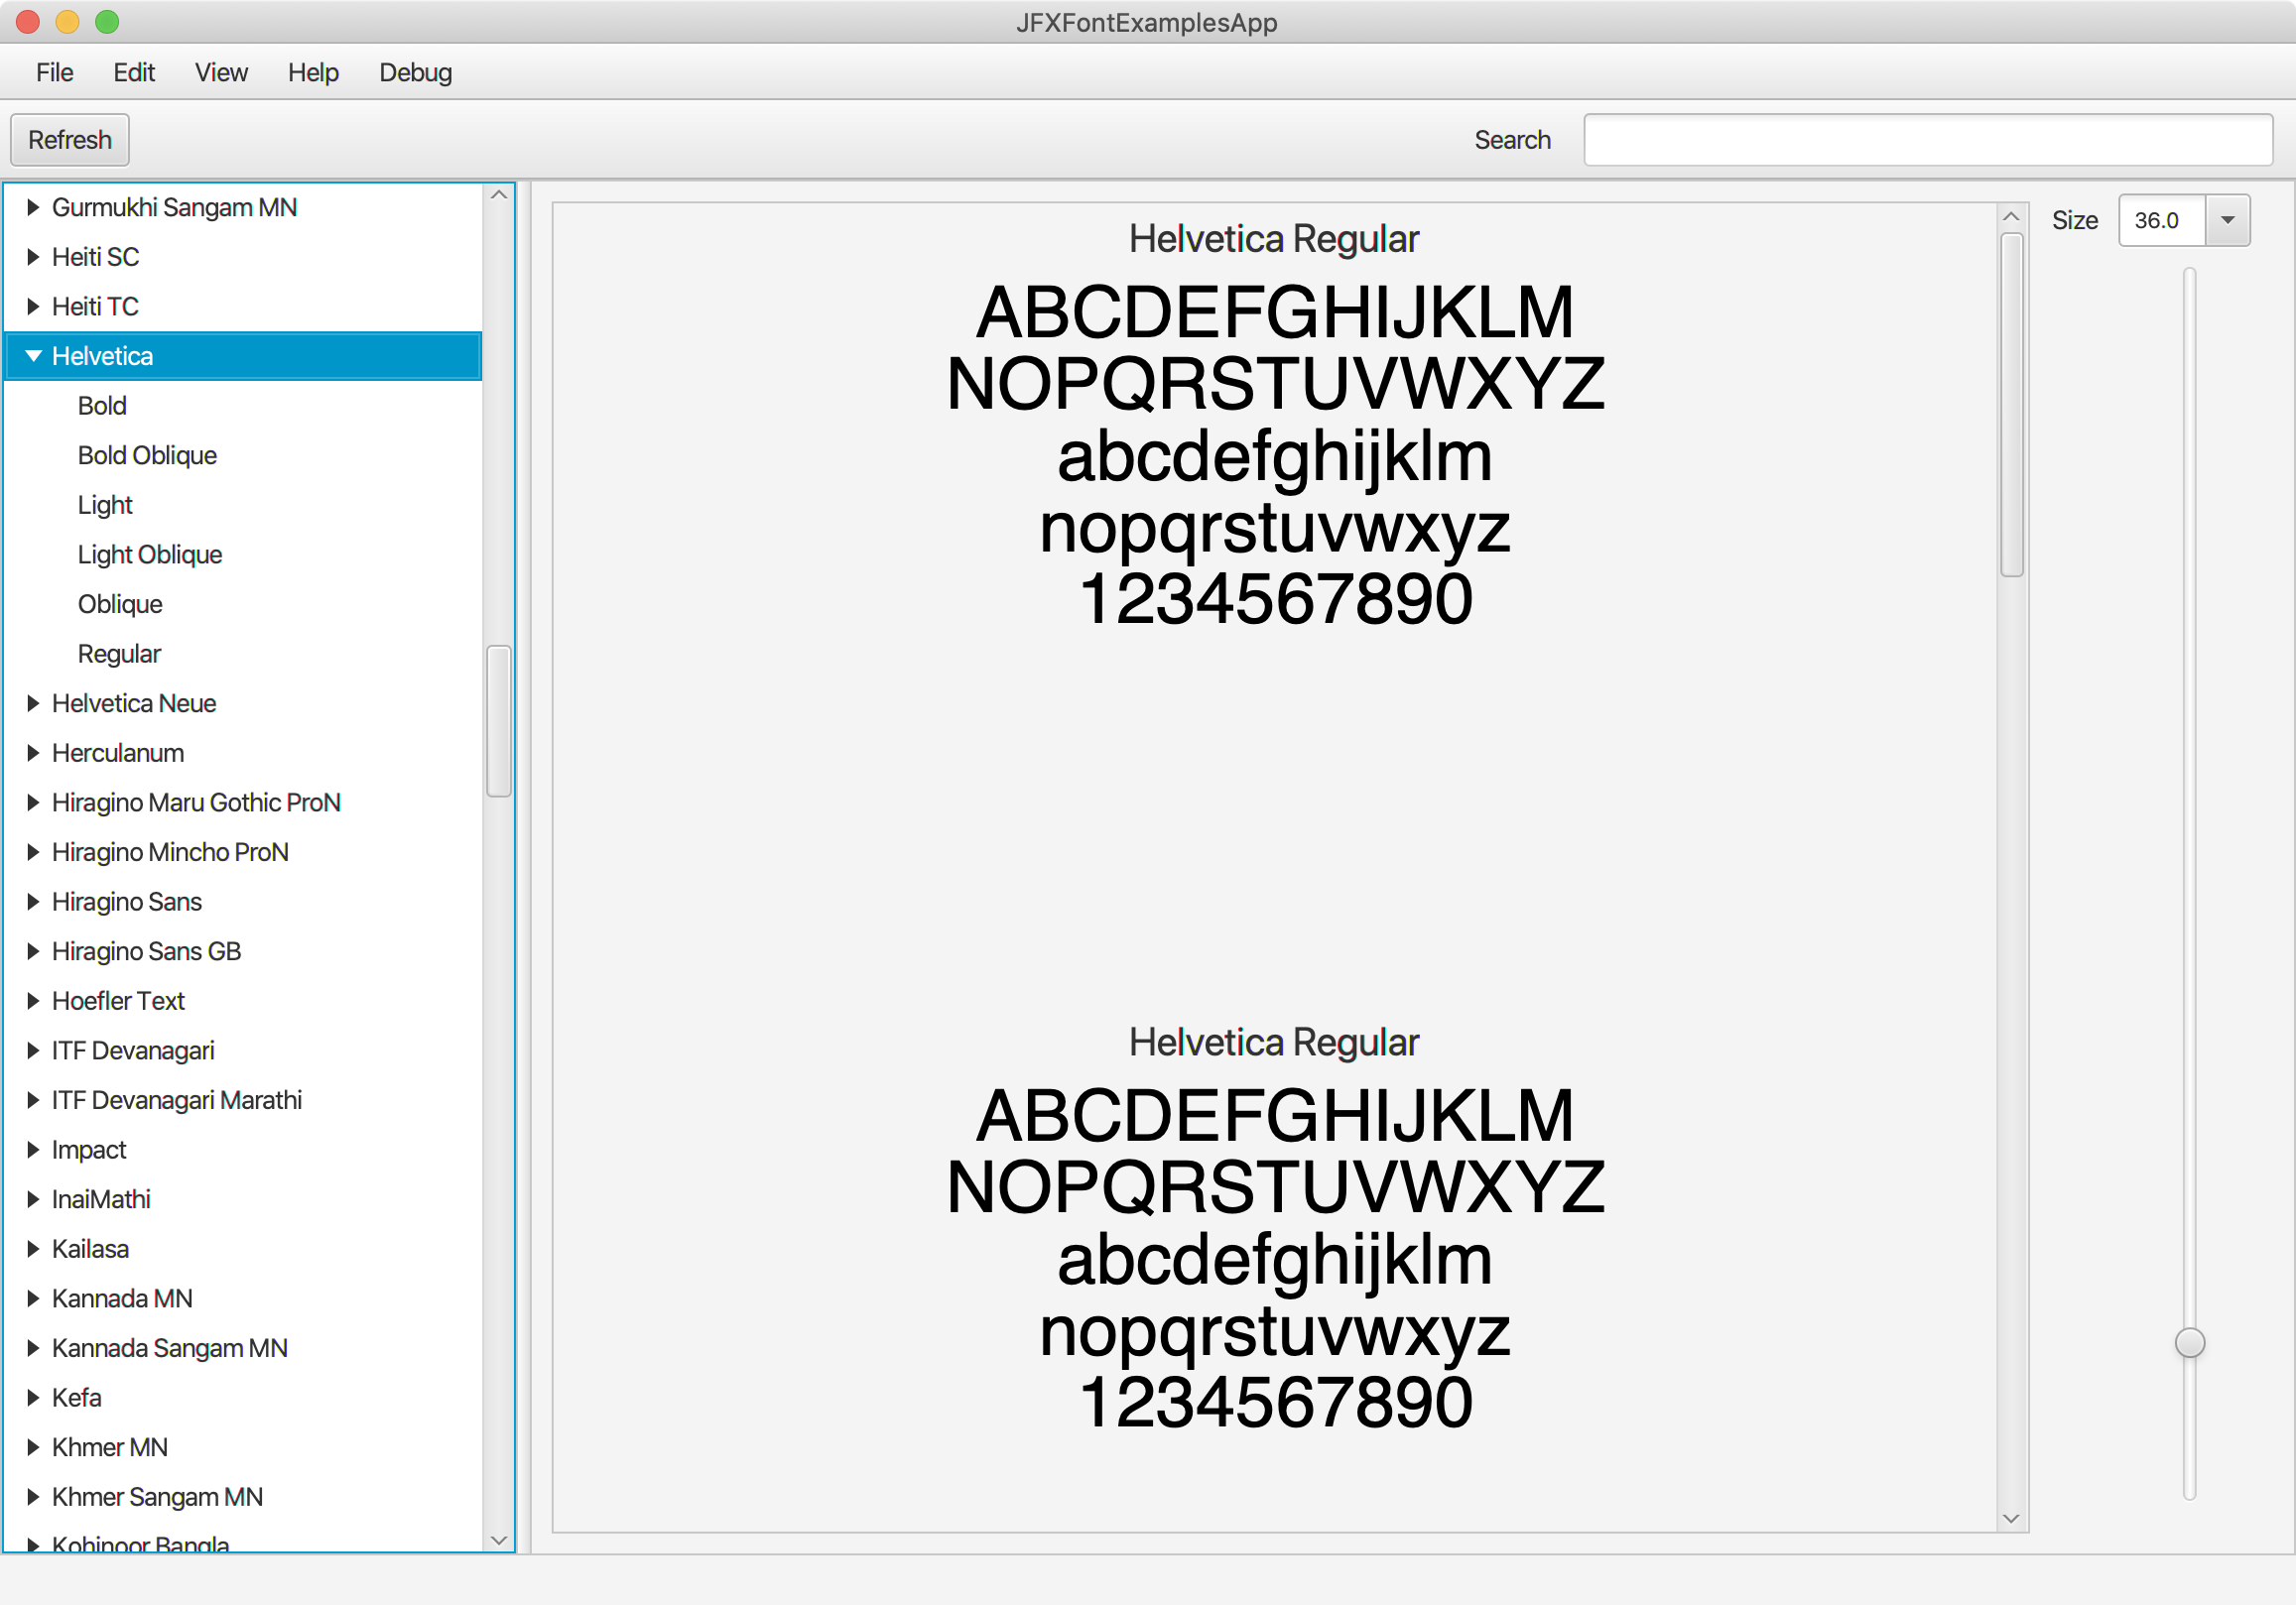 JFXFontExamplesApp
File Edit View Help Debug
Refresh Search
Gurmukhi Sangam MN
Heiti SC
Heiti TC
Helvetica
Bold
Bold Oblique
Light
Light Oblique
Oblique
Regular
Helvetica Neue
Herculanum
Hiragino Maru Gothic ProN
Hiragino Mincho ProN
Hiragino Sans
Hiragino Sans GB
Hoefler Text
ITF Devanagari
ITF Devanagari Marathi
Impact
InaiMathi
Kailasa
Kannada MN
Kannada Sangam MN
Kefa
Khmer MN
Khmer Sangam MN
Kohinoor Bangla
Helvetica Regular
ABCDEFGHIJKLM
NOPQRSTUVWXYZ
abcdefghijklm
nopqrstuvwxyz
1234567890
Helvetica Regular
ABCDEFGHIJKLM
NOPQRSTUVWXYZ
abcdefghijklm
nopqrstuvwxyz
1234567890
Size 36.0